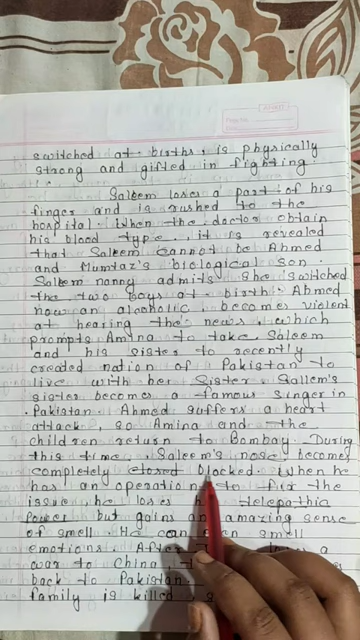 switched at births, is physically
strong and gifted in fighting
Saleem loses a part of his
finger and is rushed to the
hospital. When the doctor obtain
his blood type, it is revealed
that Saleem cannot be Ahmed
and Mumtaz's biological son.
Saleem nanny admits she switched
the two boys at birth. Ahmed
now an alcoholic, becomes violent
at hearing the news, which
prompts Amina to take Saleem
and his sister to recently
created nation of Pakistan to
live with her Sister. Sallem's
sister becomes a famous singer in
Pakistan. Ahmed suffers a heart
attack, so Amina and the
children return to Bombay. During
this time, Saleem's nose becomes
completely closed blocked. When he
has an operation to fix the
issue, he loses telepathic
power but gains an amazing sense
of smell. He can even smell
emotions. After a
war to China,
back to Pakistan.
family is killed.